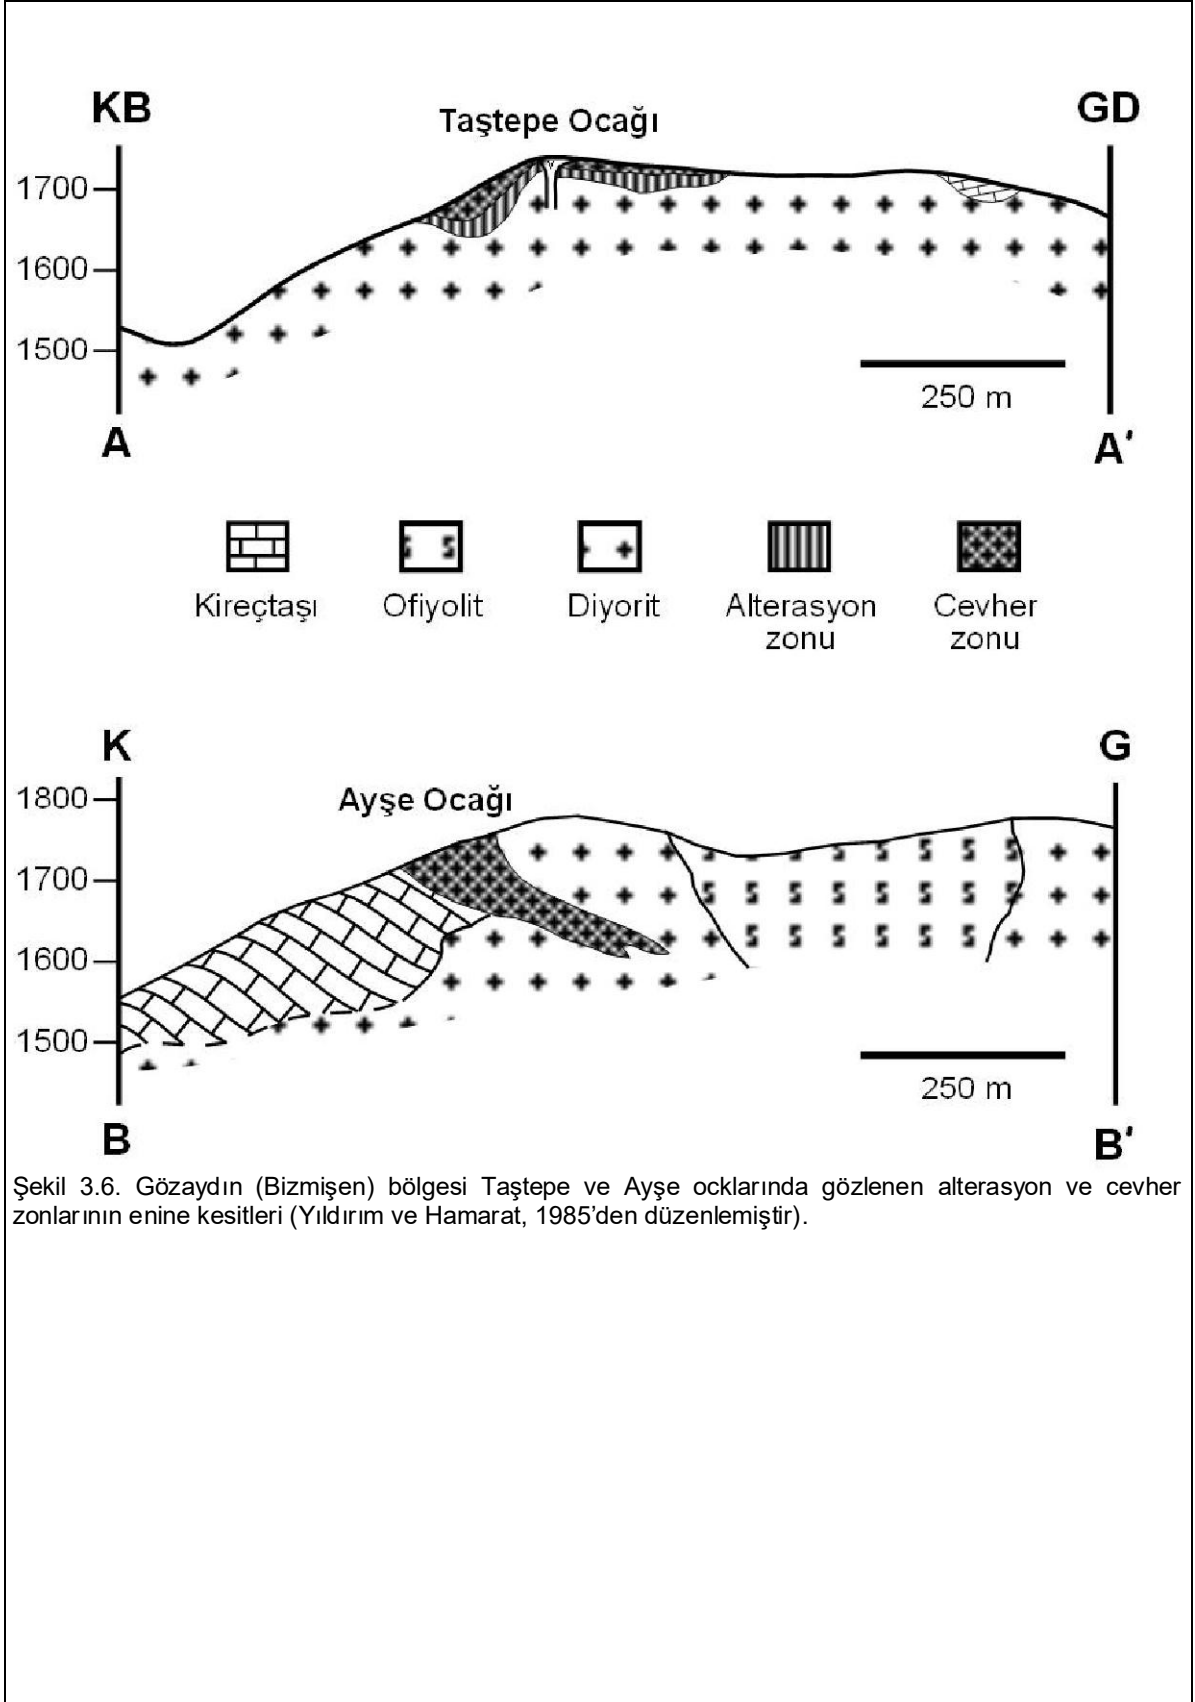 KB
GD
Taştepe Ocağı
1700
1600
1500
250 m
A
A'
Kireçtaşı
Ofiyolit
Diyorit
Alterasyon
zonu
Cevher
zonu
K
G
Ayşe Ocağı
1800
1700
1600
1500
250 m
B
B'
Şekil 3.6. Gözaydın (Bizmişen) bölgesi Taştepe ve Ayşe ocklarında gözlenen alterasyon ve cevher
zonlarının enine kesitleri (Yıldırım ve Hamarat, 1985’den düzenlemiştir).